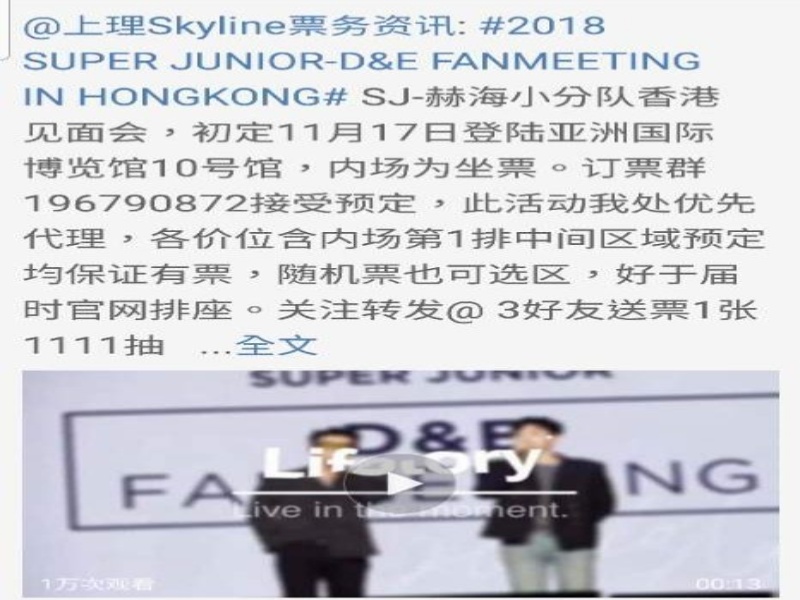 @上理Skyline票务资讯: #2018
SUPER JUNIOR-D&E FANMEETING
IN HONGKONG# SJ-赫海小分队香港
见面会，初定11月17日登陆亚洲国际
博览馆10号馆，内场为坐票。订票群
196790872接受预定，此活动我处优先
代理，各价位含内场第1排中间区域预定
均保证有票，随机票也可选区，好于届
时官网排座。关注转发@ 3好友送票1张
1111抽 ...全文
SUPER JUNIOR
D&E
FA NG
Live in the moment.
1万次观看
00:13